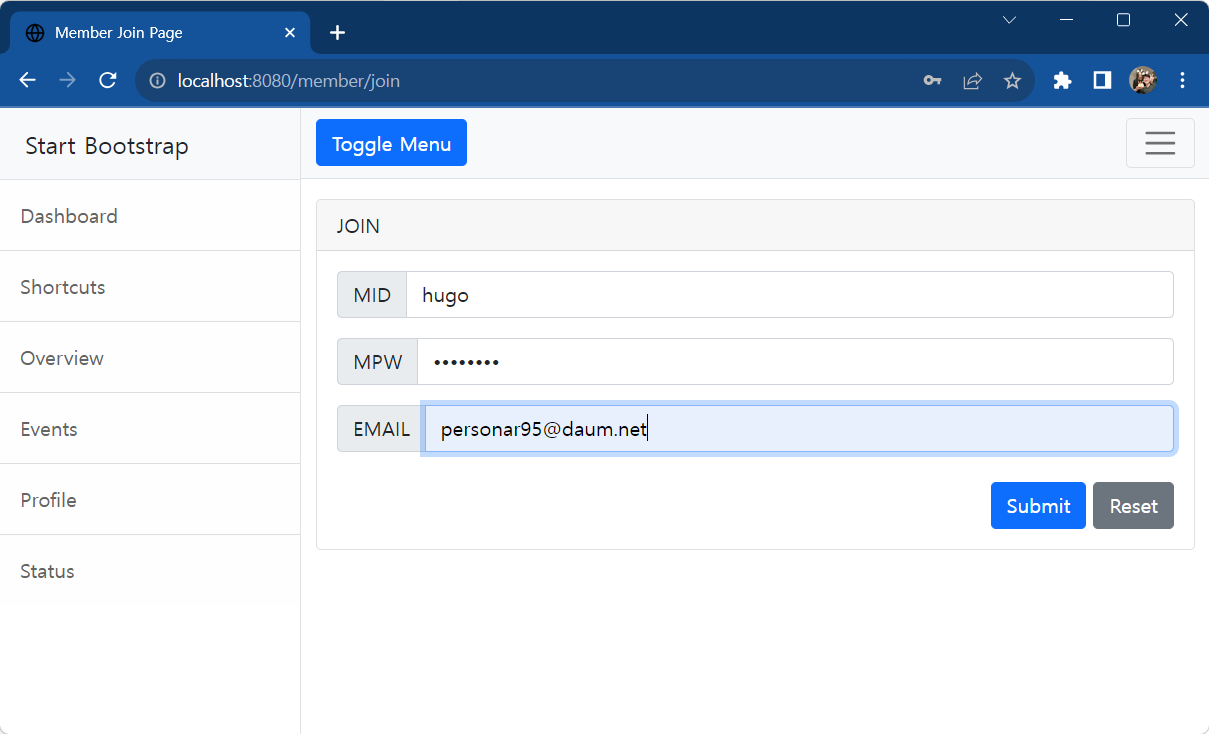 Member Join Page
localhost:8080/member/join
Start Bootstrap
Toggle Menu
Dashboard
Shortcuts
Overview
Events
Profile
Status
JOIN
MID hugo
MPW ••••••••
EMAIL personar95@daum.net
Submit Reset